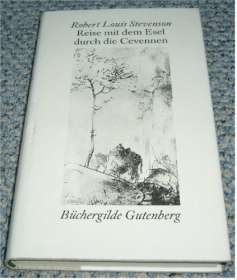 Robert Louis Stevenson
Reise mit dem Esel
durch die Cevennen
Büchergilde Gutenberg